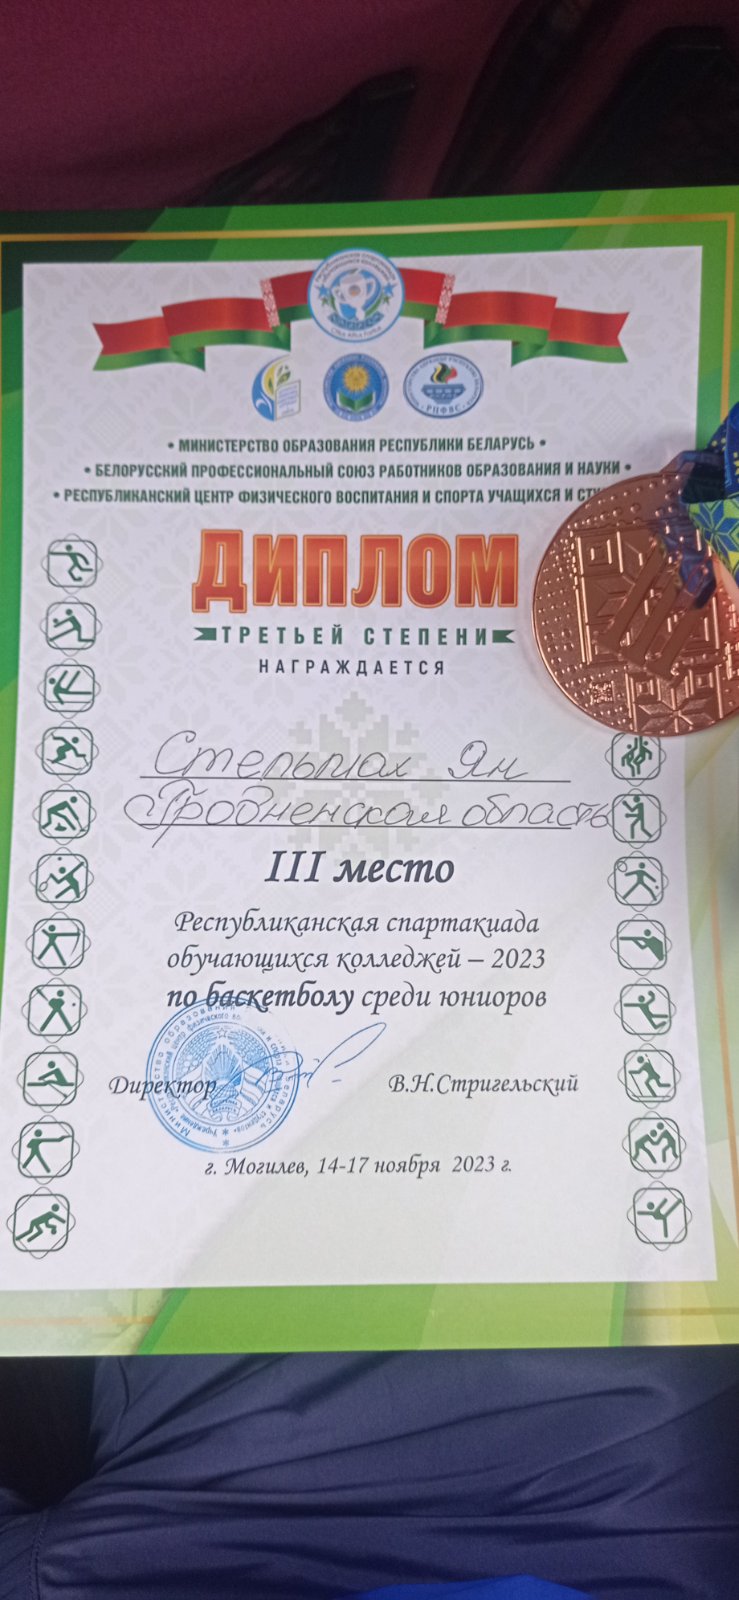 • МИНИСТЕРСТВО ОБРАЗОВАНИЯ РЕСПУБЛИКИ БЕЛАРУСЬ •
• БЕЛОРУССКИЙ ПРОФЕССИОНАЛЬНЫЙ СОЮЗ РАБОТНИКОВ ОБРАЗОВАНИЯ И НАУКИ •
• РЕСПУБЛИКАНСКИЙ ЦЕНТР ФИЗИЧЕСКОГО ВОСПИТАНИЯ И СПОРТА УЧАЩИХСЯ И
ДИПЛОМ
ТРЕТЬЕЙ СТЕПЕНИ
НАГРАЖДАЕТСЯ
Стельмах Ян
Гродненская область
III место
Республиканская спартакиада
обучающихся колледжей – 2023
по баскетболу среди юниоров
Директор В.Н.Стригельский
г. Могилев, 14-17 ноября 2023 г.